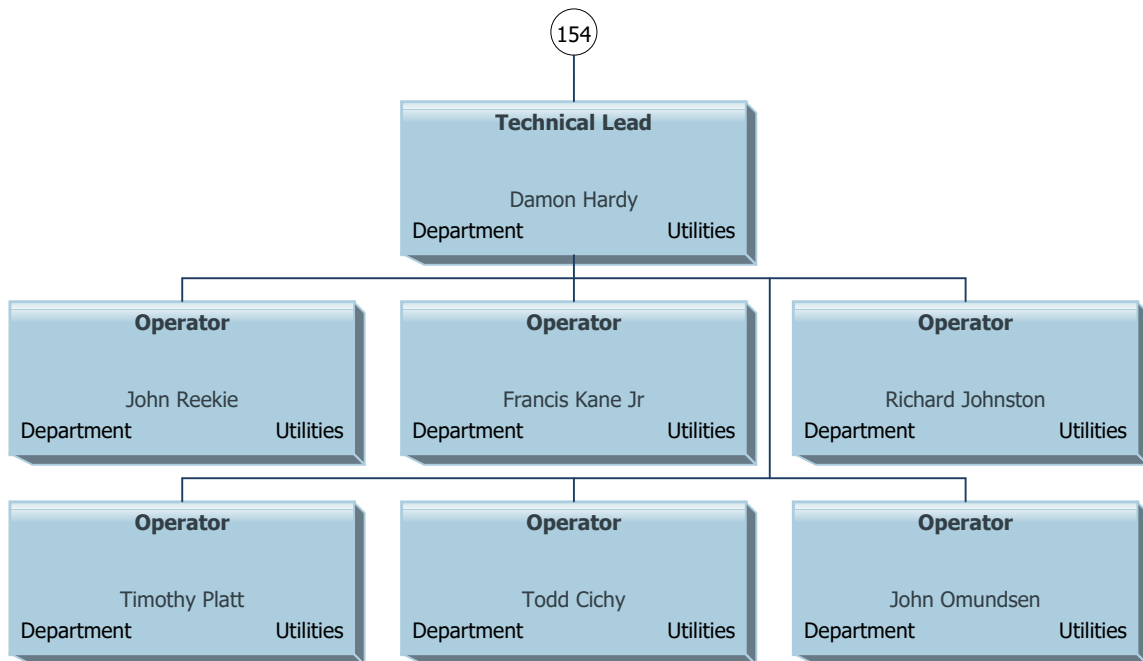 154
Technical Lead
Damon Hardy
Department Utilities
Operator Operator Operator
John Reekie Francis Kane Jr Richard Johnston
Department Utilities Department Utilities Department Utilities
Operator Operator Operator
Timothy Platt Todd Cichy John Omundsen
Department Utilities Department Utilities Department Utilities